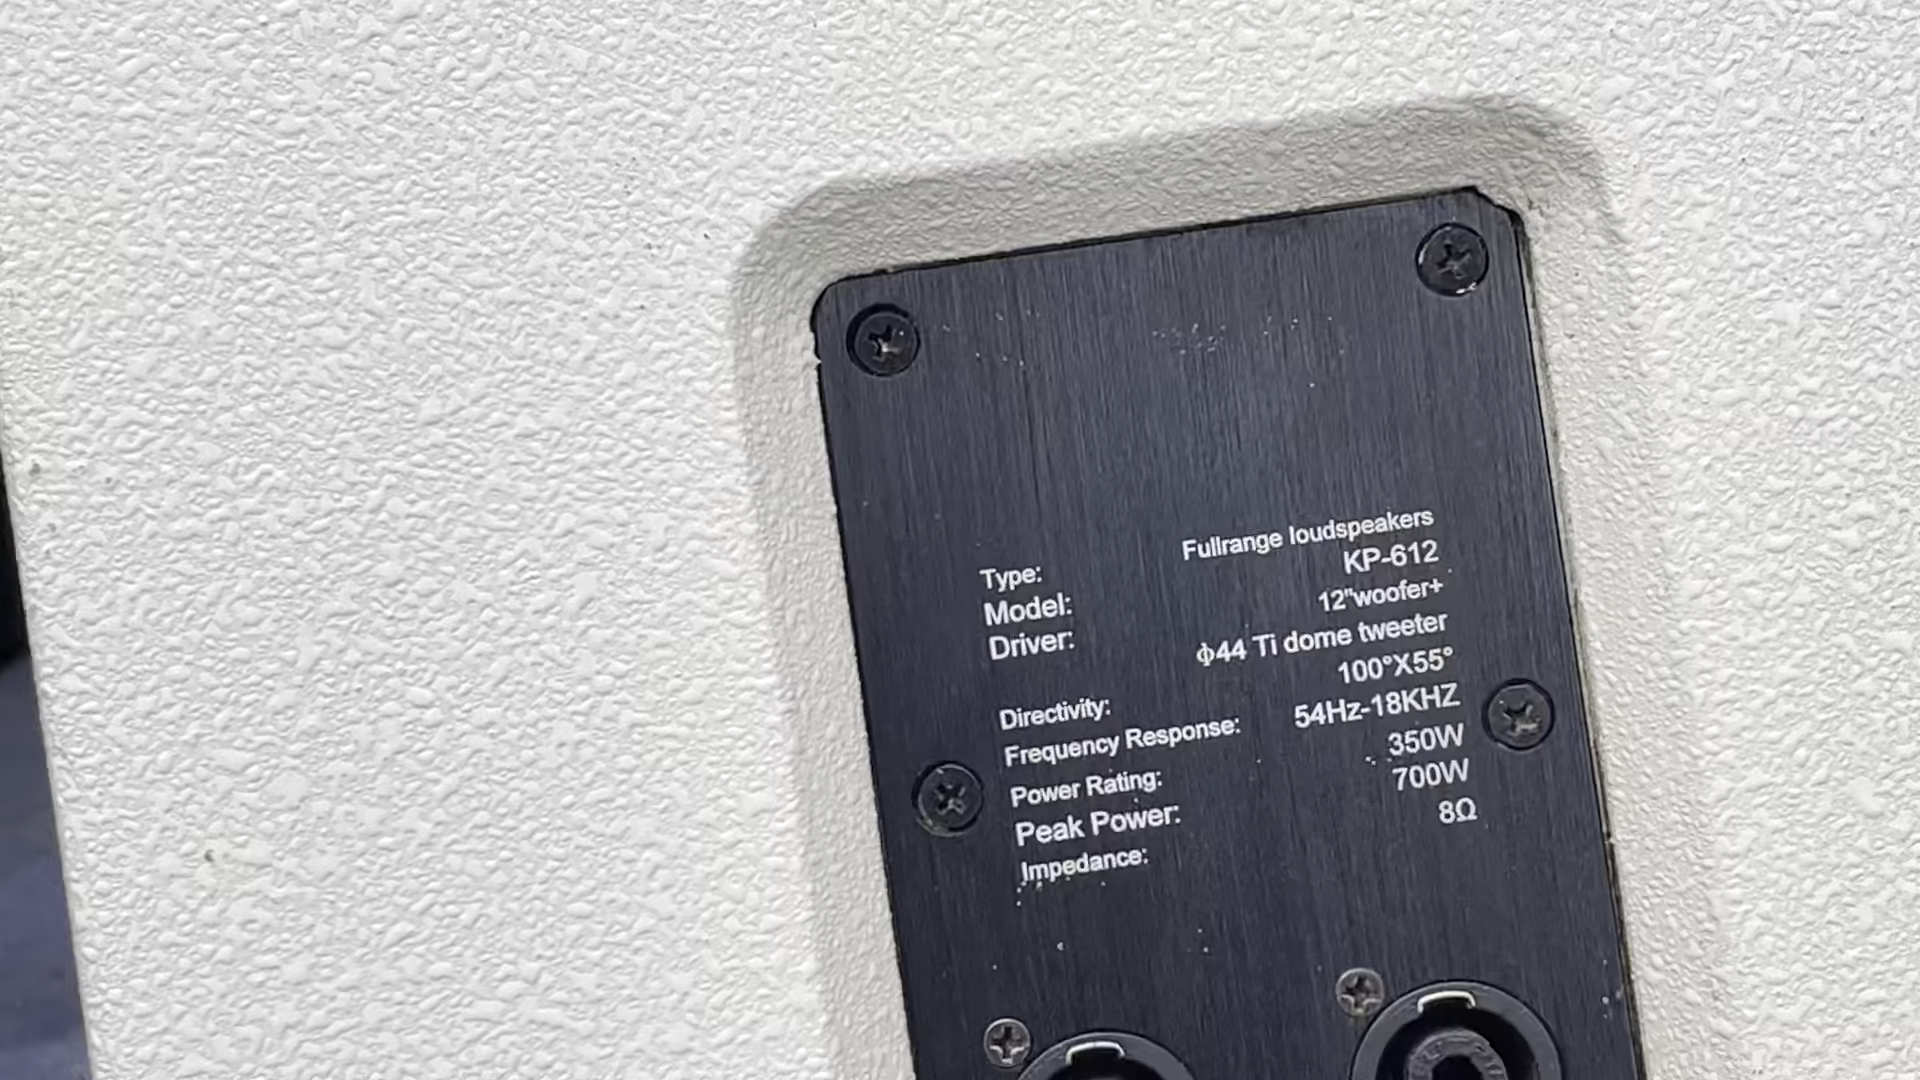 Type: Fullrange loudspeakers
Model: KP-612
Driver: 12"woofer+
ф44 Ti dome tweeter
Directivity: 100°X55°
Frequency Response: 54Hz-18KHZ
Power Rating: 350W
Peak Power: 700W
Impedance: 8Ω